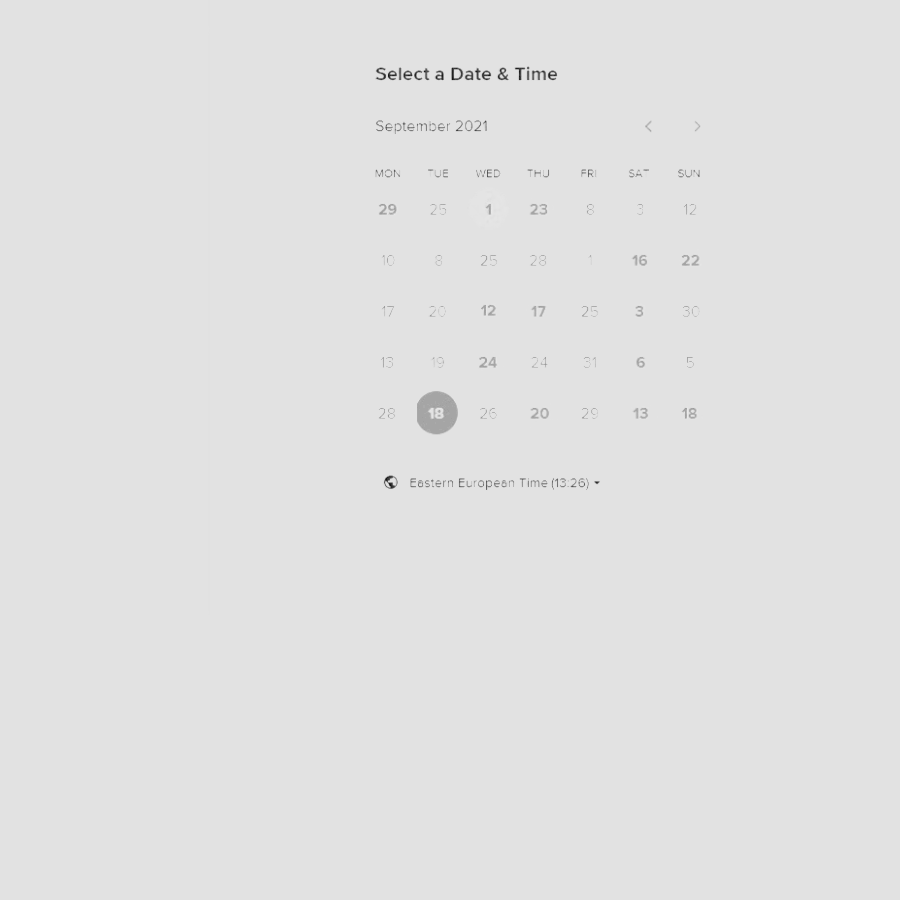 Select a Date & Time
September 2021
MON TUE WED THU FRI SAT SUN
29 25 1 23 8 3 12
10 8 25 28 1 16 22
17 20 12 17 25 3 30
13 19 24 24 31 6 5
28 18 26 20 29 13 18
Eastern European Time (13:26)